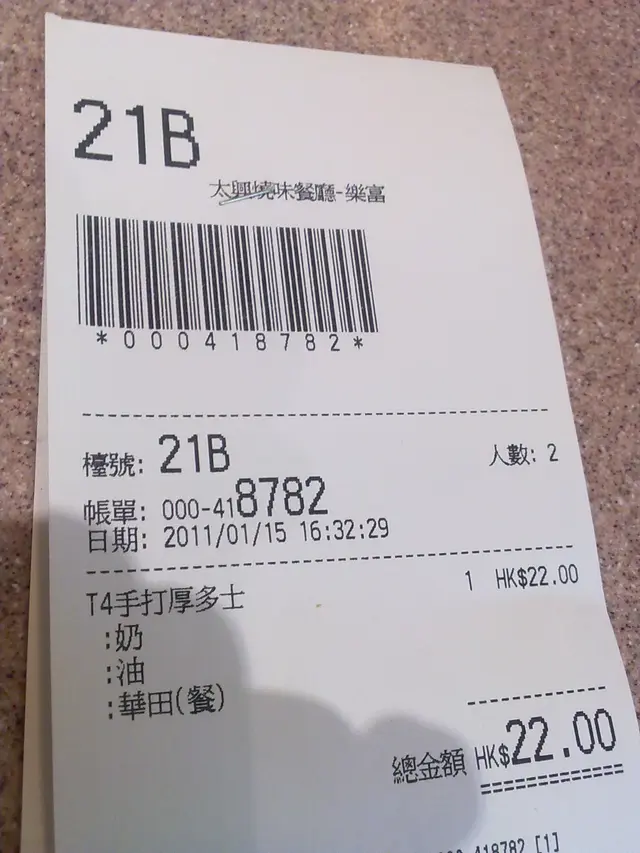 21B
太興燒味餐廳-樂富
*000418782*
檯號: 21B 人數: 2
帳單: 000-418782
日期: 2011/01/15 16:32:29
T4手打厚多士 1 HK$22.00
:奶
:油
:華田(餐)
總金額 HK$22.00
418782 [1]